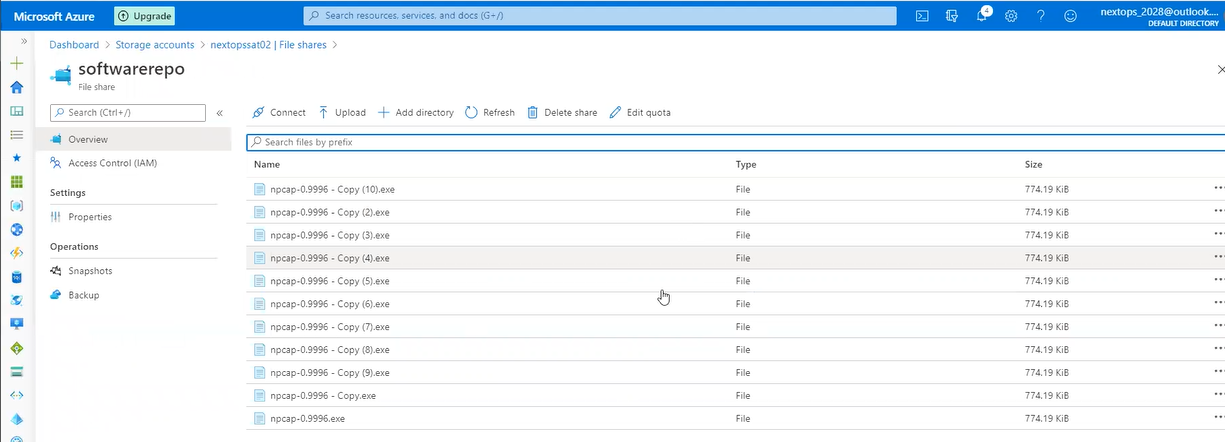 Microsoft Azure Upgrade Search resources, services, and docs (G+/) 4 nextops_2028@outlook....
DEFAULT DIRECTORY
Dashboard > Storage accounts > nextopssat02 | File shares >
softwarerepo
File share
Search (Ctrl+/) « Connect Upload Add directory Refresh Delete share Edit quota
Overview
Search files by prefix
Access Control (IAM)
Name Type Size
Settings
Properties
Operations
Snapshots
Backup
npcap-0.9996 - Copy (10).exe File 774.19 KiB ...
npcap-0.9996 - Copy (2).exe File 774.19 KiB ...
npcap-0.9996 - Copy (3).exe File 774.19 KiB ...
npcap-0.9996 - Copy (4).exe File 774.19 KiB ...
npcap-0.9996 - Copy (5).exe File 774.19 KiB ...
npcap-0.9996 - Copy (6).exe File 774.19 KiB ...
npcap-0.9996 - Copy (7).exe File 774.19 KiB ...
npcap-0.9996 - Copy (8).exe File 774.19 KiB ...
npcap-0.9996 - Copy (9).exe File 774.19 KiB ...
npcap-0.9996 - Copy.exe File 774.19 KiB ...
npcap-0.9996.exe File 774.19 KiB ...